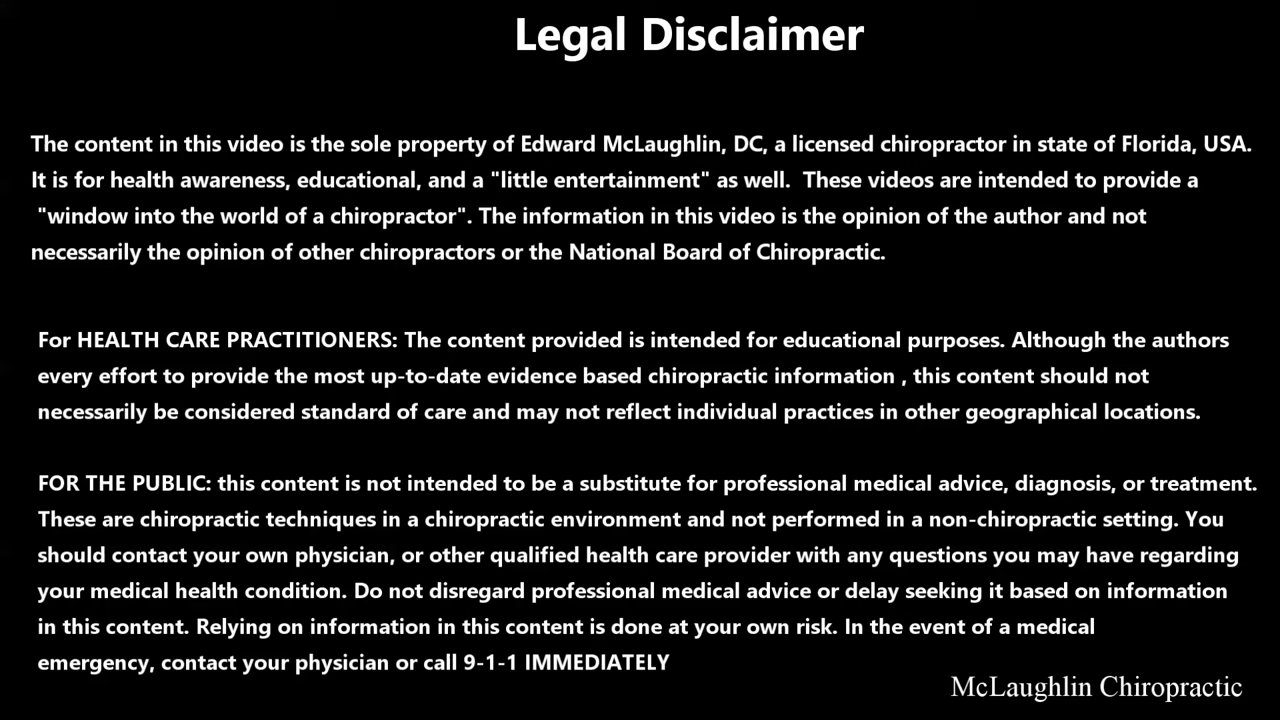 Legal Disclaimer
The content in this video is the sole property of Edward McLaughlin, DC, a licensed chiropractor in state of Florida, USA.
It is for health awareness, educational, and a "little entertainment" as well.  These videos are intended to provide a
"window into the world of a chiropractor". The information in this video is the opinion of the author and not
necessarily the opinion of other chiropractors or the National Board of Chiropractic.
For HEALTH CARE PRACTITIONERS: The content provided is intended for educational purposes. Although the authors
every effort to provide the most up-to-date evidence based chiropractic information , this content should not
necessarily be considered standard of care and may not reflect individual practices in other geographical locations.
FOR THE PUBLIC: this content is not intended to be a substitute for professional medical advice, diagnosis, or treatment.
These are chiropractic techniques in a chiropractic environment and not performed in a non-chiropractic setting. You
should contact your own physician, or other qualified health care provider with any questions you may have regarding
your medical health condition. Do not disregard professional medical advice or delay seeking it based on information
in this content. Relying on information in this content is done at your own risk. In the event of a medical
emergency, contact your physician or call 9-1-1 IMMEDIATELY
McLaughlin Chiropractic